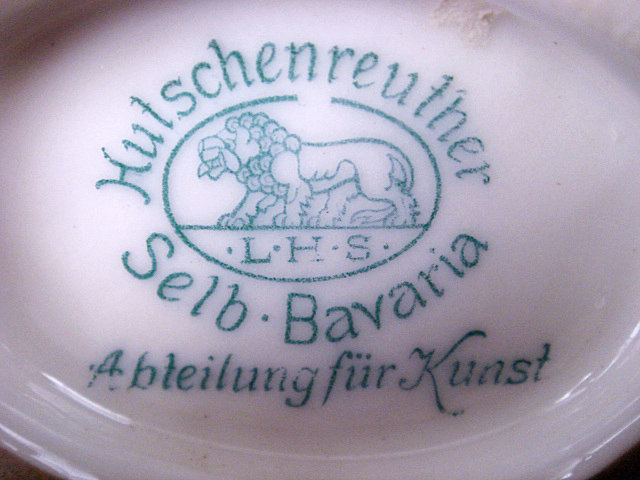 Hutschenreuther
·L·H·S·
Selb·Bavaria
Abteilung für Kunst